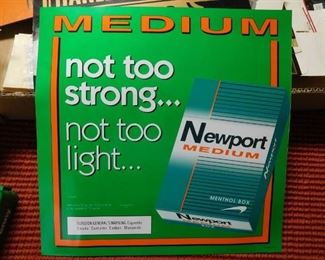 MEDIUM
not too
strong...
not too
light...
Newport
MEDIUM
MENTHOL BOX
SURGEON GENERAL'S WARNING: Cigarette
Smoke Contains Carbon Monoxide.